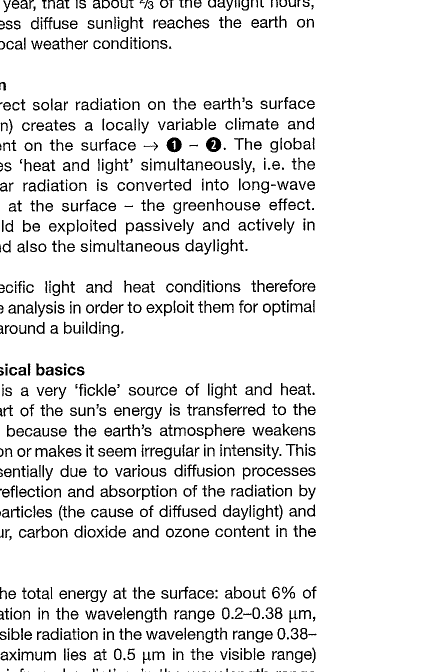 year, that is about ⅔ of the daylight hours,
ess diffuse sunlight reaches the earth on
ocal weather conditions.
n
rect solar radiation on the earth's surface
n) creates a locally variable climate and
ent on the surface → ❶ – ❷. The global
es 'heat and light' simultaneously, i.e. the
ar radiation is converted into long-wave
at the surface – the greenhouse effect.
ld be exploited passively and actively in
nd also the simultaneous daylight.
ecific light and heat conditions therefore
e analysis in order to exploit them for optimal
around a building.
sical basics
is a very 'fickle' source of light and heat.
art of the sun's energy is transferred to the
because the earth's atmosphere weakens
on or makes it seem irregular in intensity. This
sentially due to various diffusion processes
reflection and absorption of the radiation by
particles (the cause of diffused daylight) and
ur, carbon dioxide and ozone content in the
he total energy at the surface: about 6% of
ation in the wavelength range 0.2–0.38 µm,
sible radiation in the wavelength range 0.38–
aximum lies at 0.5 µm in the visible range)